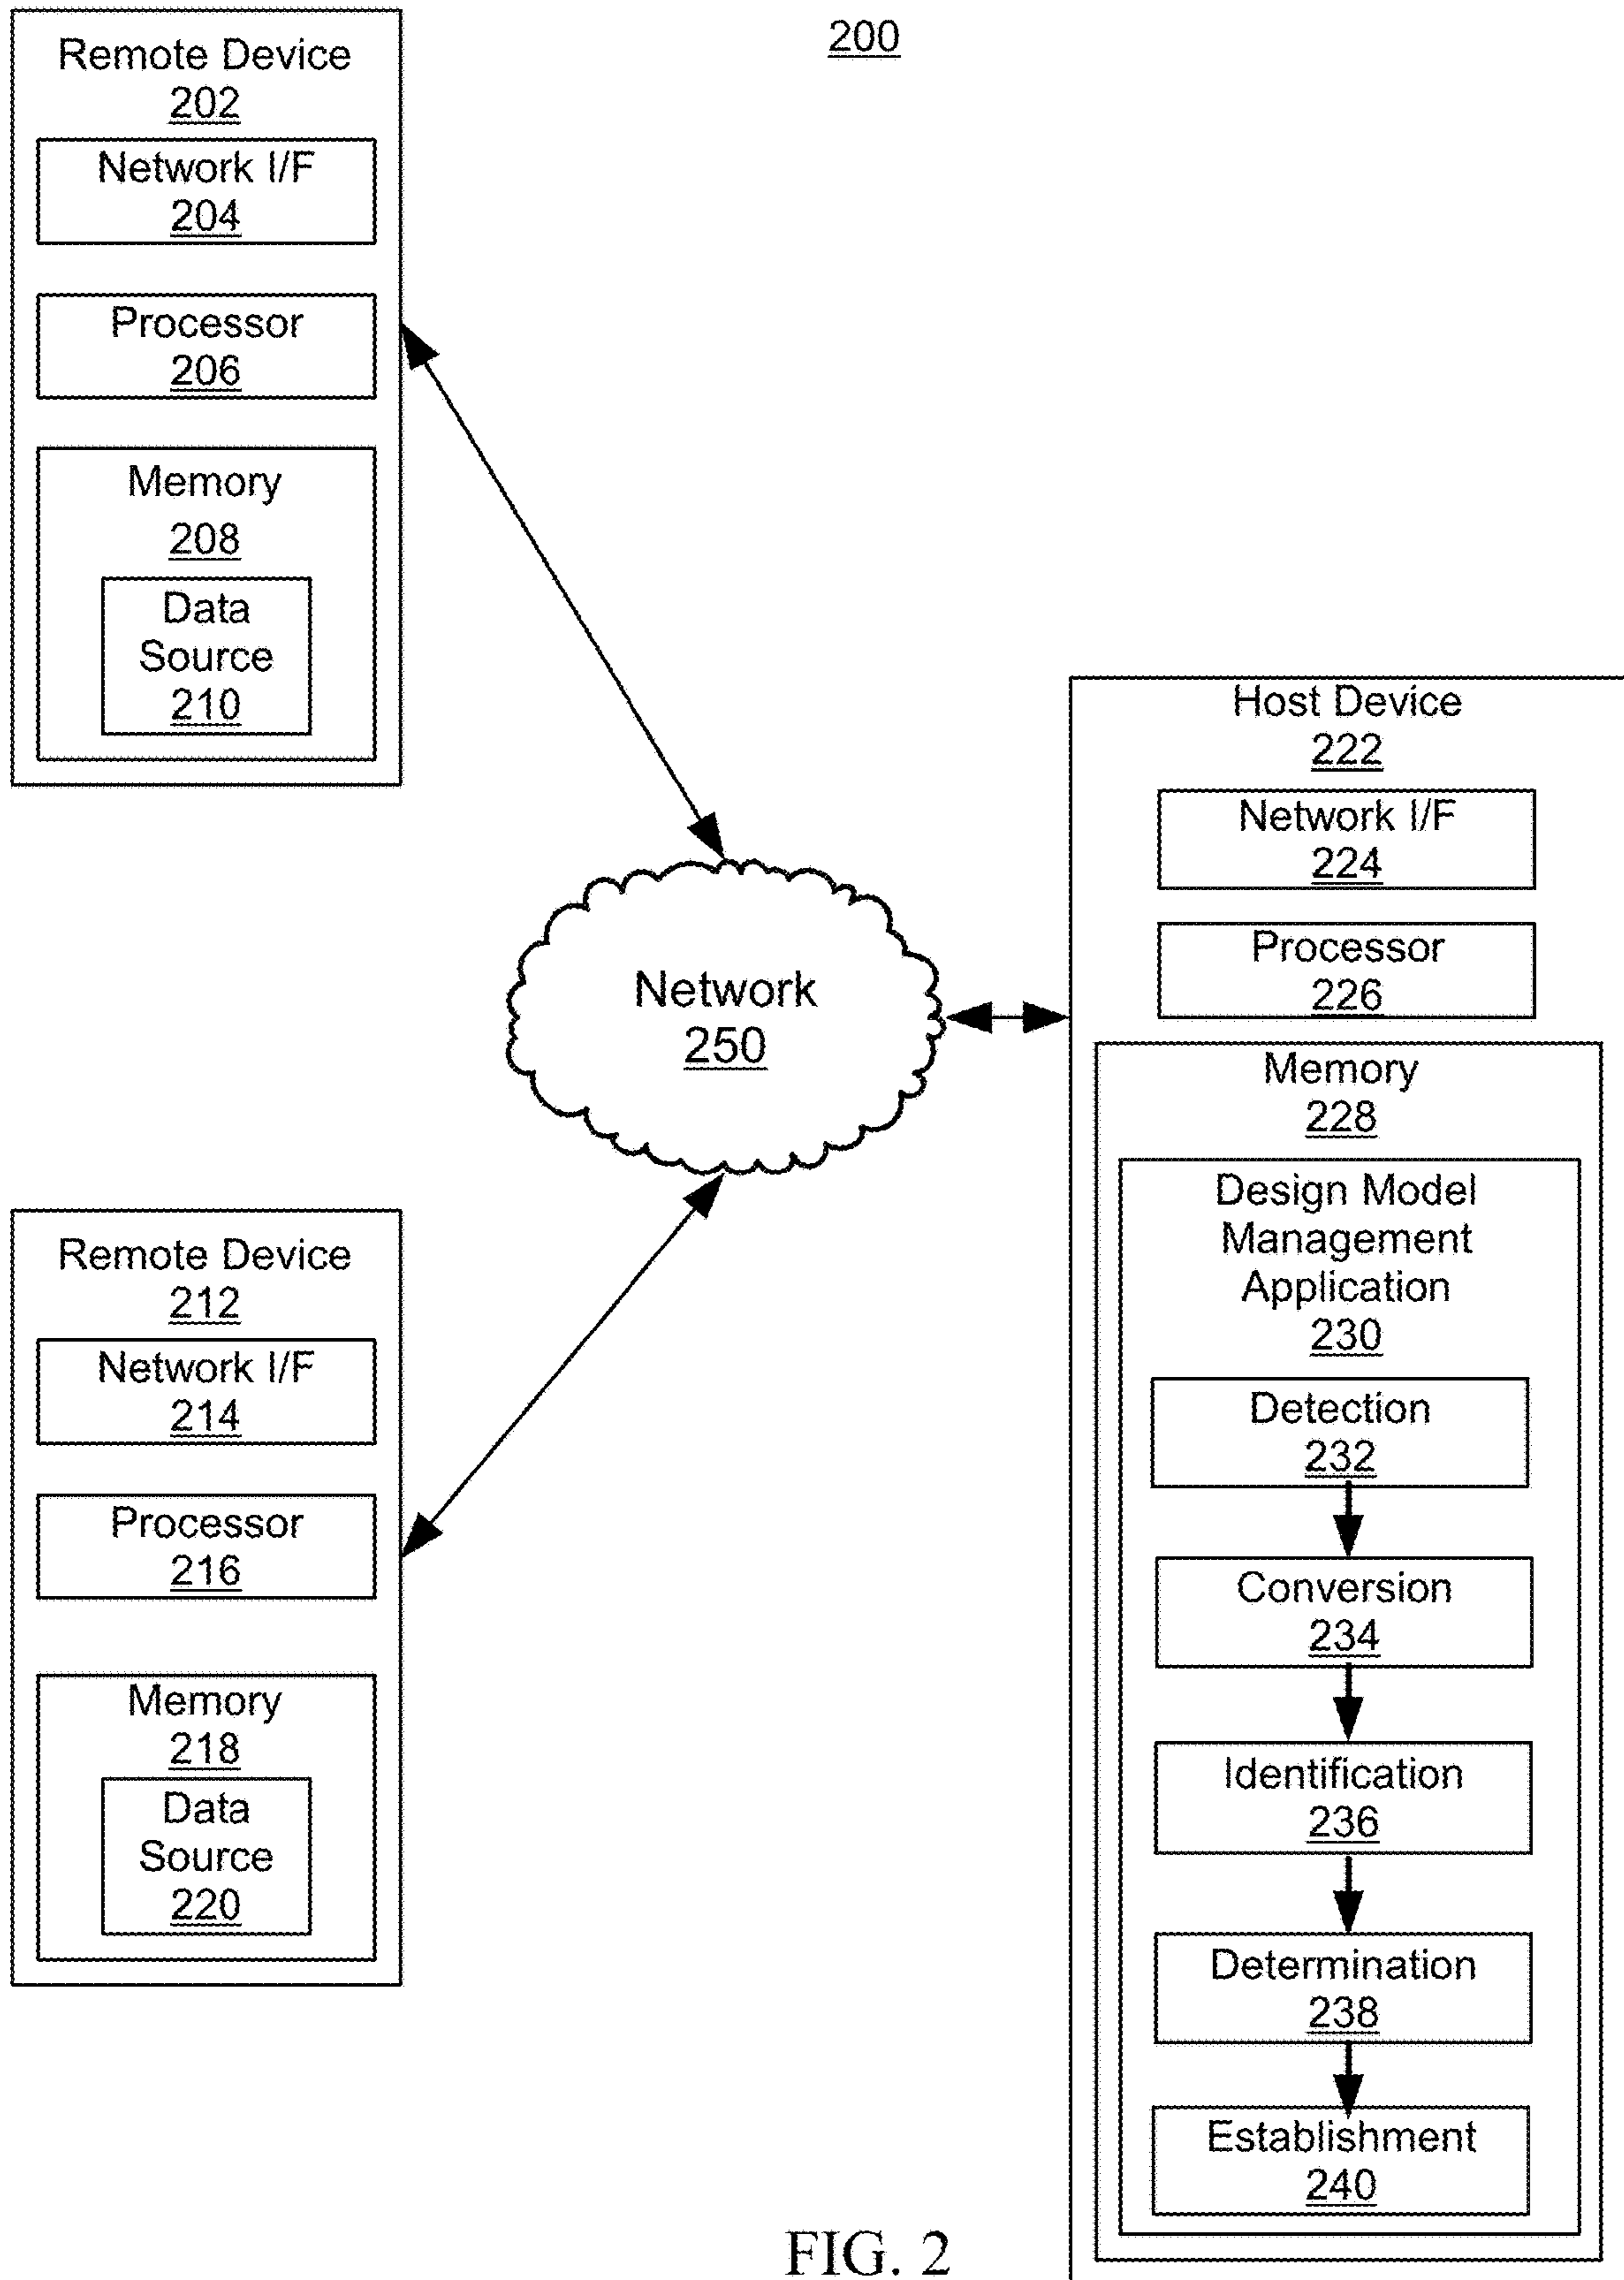 200
Remote Device
202
Network I/F
204
Processor
206
Memory
208
Data
Source
210
Network
250
Remote Device
212
Network I/F
214
Processor
216
Memory
218
Data
Source
220
Host Device
222
Network I/F
224
Processor
226
Memory
228
Design Model
Management
Application
230
Detection
232
Conversion
234
Identification
236
Determination
238
Establishment
240
FIG. 2